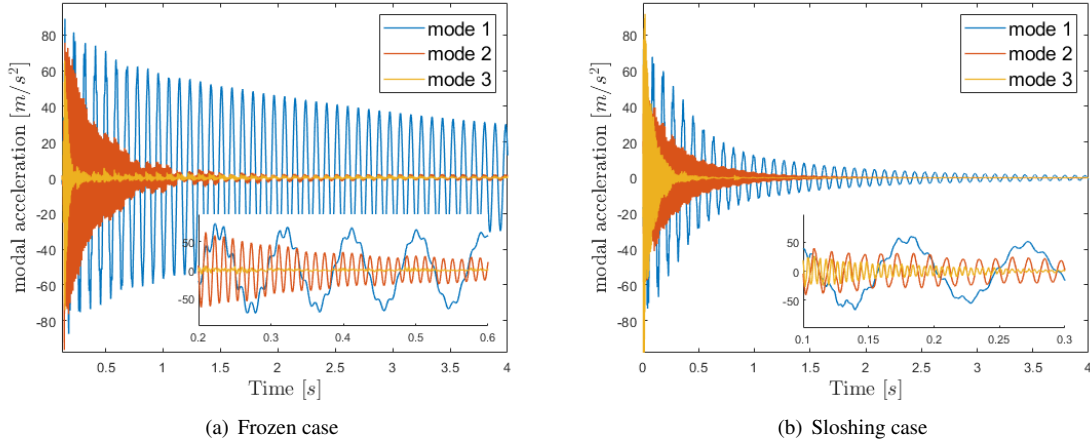 mode 1
mode 2
mode 3
80
60
40
20
0
-20
-40
-60
-80
modal acceleration [m/s²]
50
0
-50
0.2 0.3 0.4 0.5 0.6
0.5 1 1.5 2 2.5 3 3.5 4
Time [s]
(a) Frozen case
mode 1
mode 2
mode 3
80
60
40
20
0
-20
-40
-60
-80
modal acceleration [m/s²]
50
0
-50
0.1 0.15 0.2 0.25 0.3
0 0.5 1 1.5 2 2.5 3 3.5 4
Time [s]
(b) Sloshing case